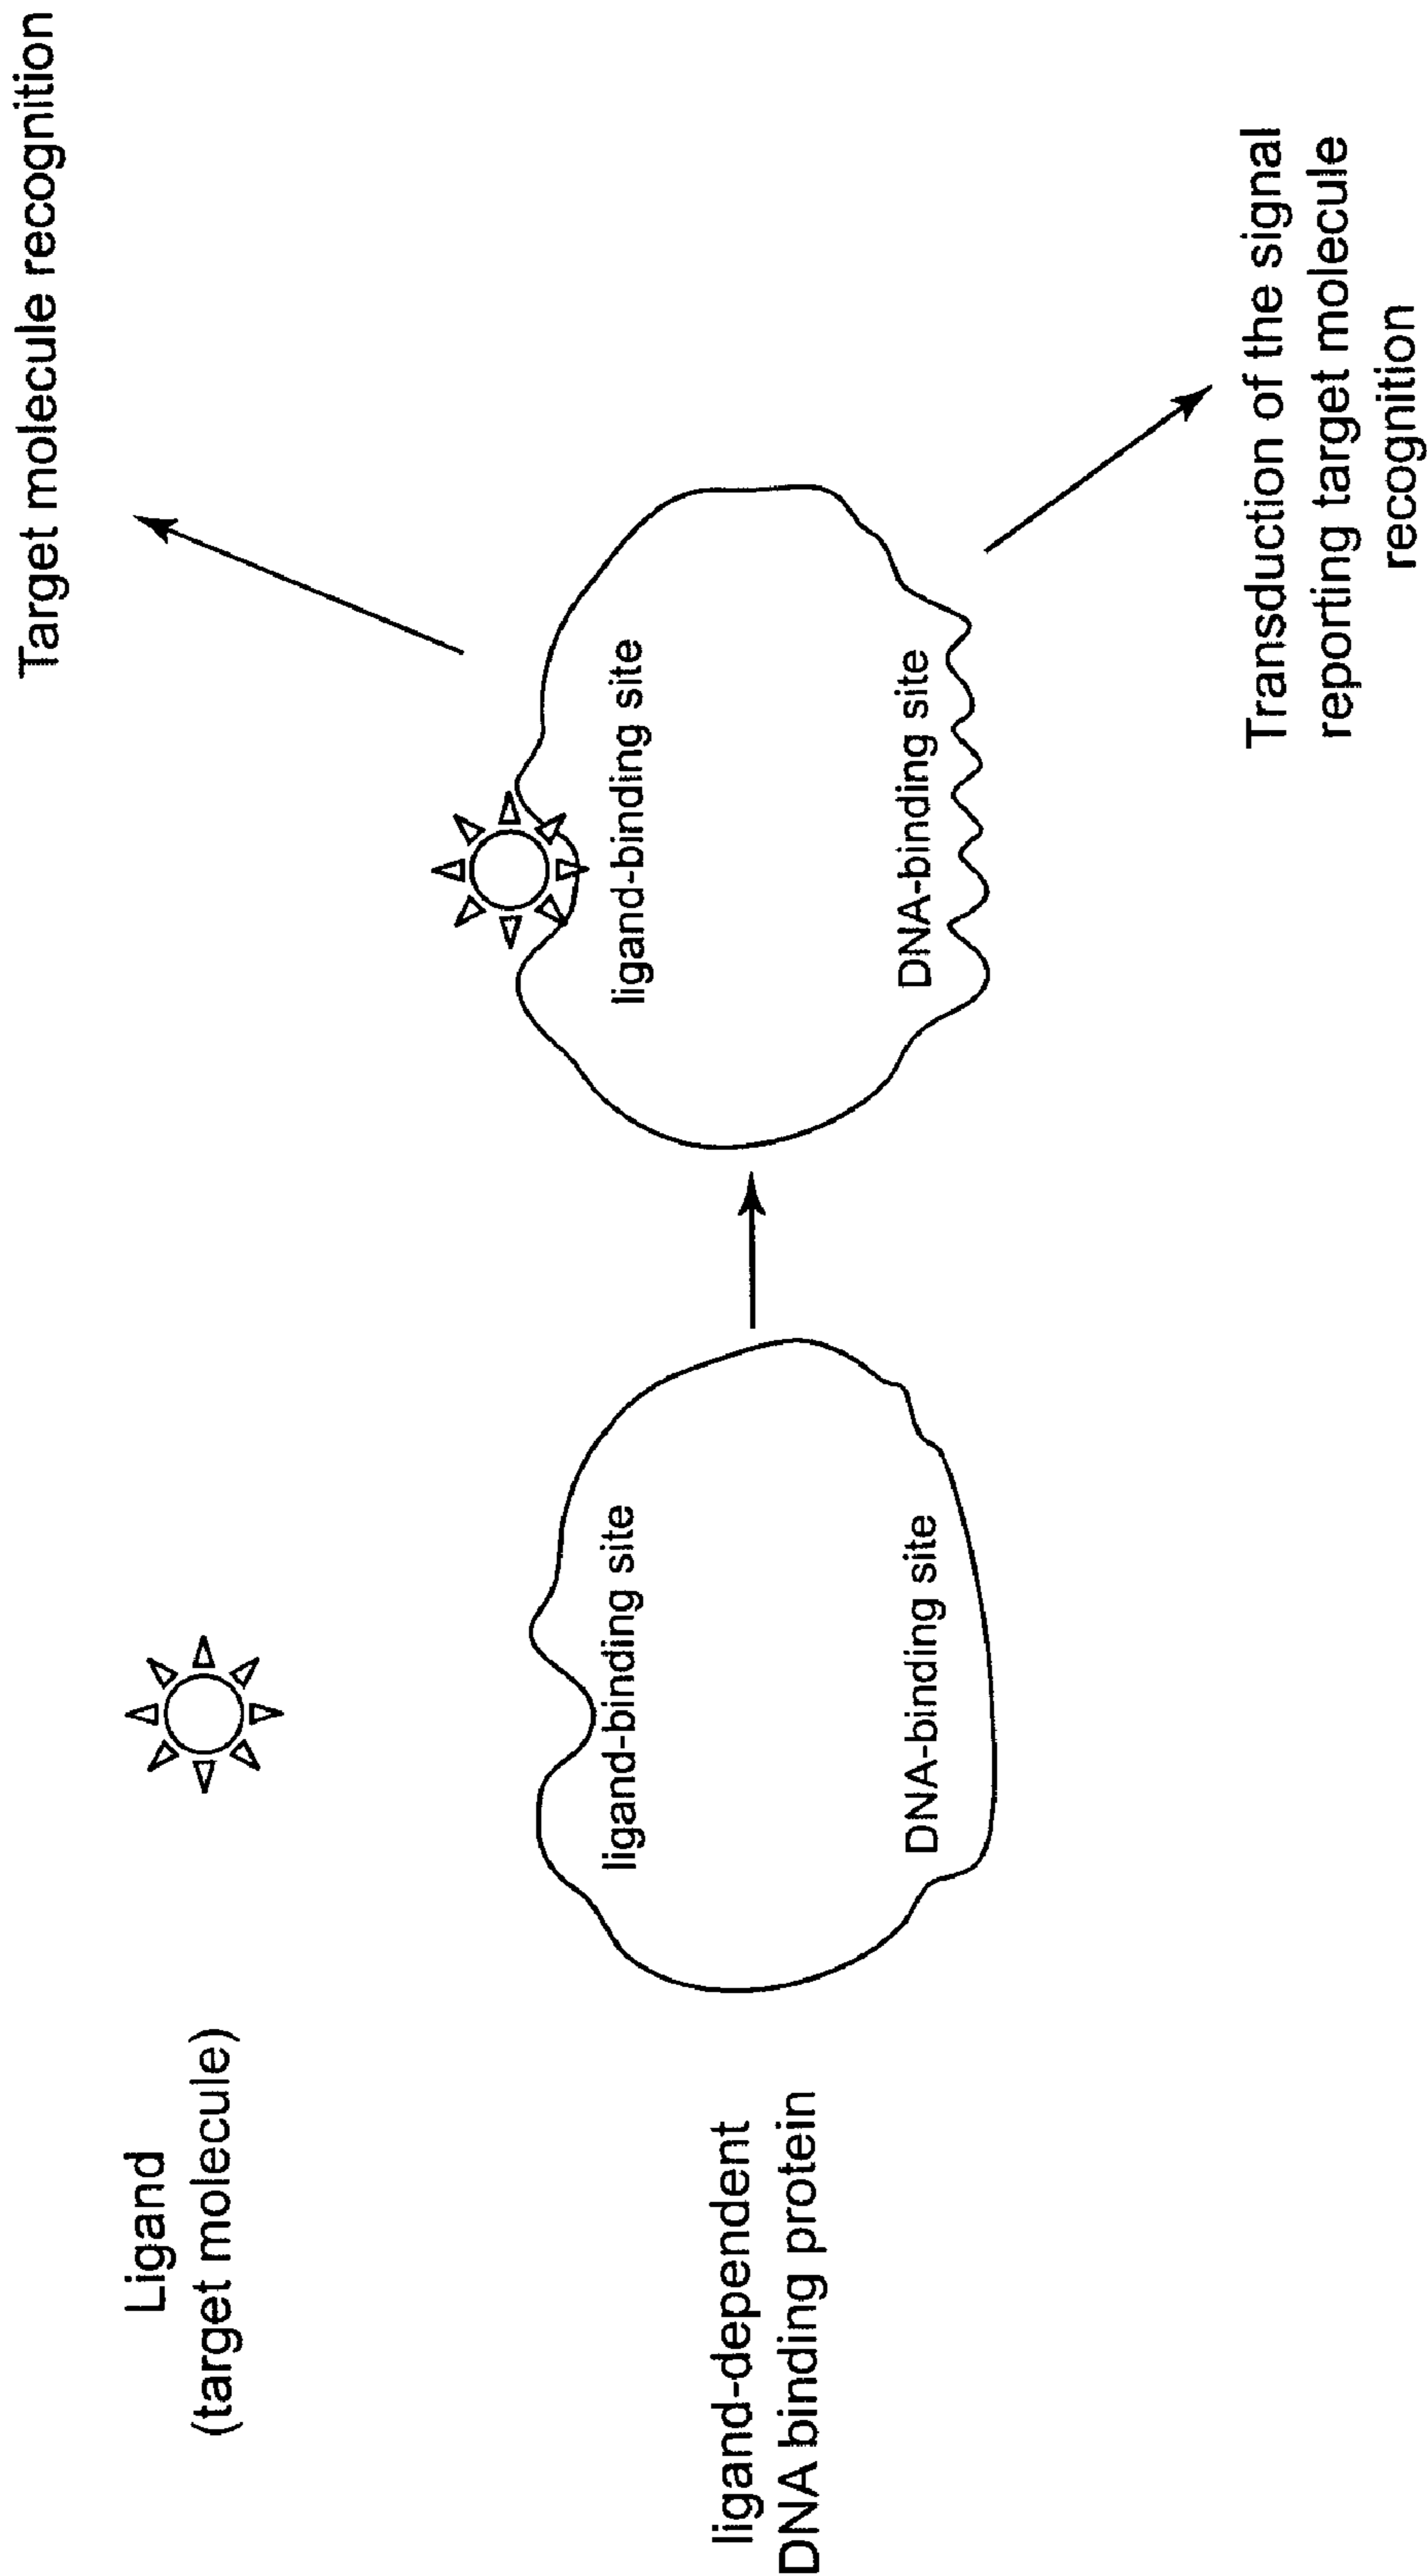 Ligand
(target molecule)
ligand-dependent
DNA binding protein
ligand-binding site
DNA-binding site
ligand-binding site
DNA-binding site
Target molecule recognition
Transduction of the signal
reporting target molecule
recognition